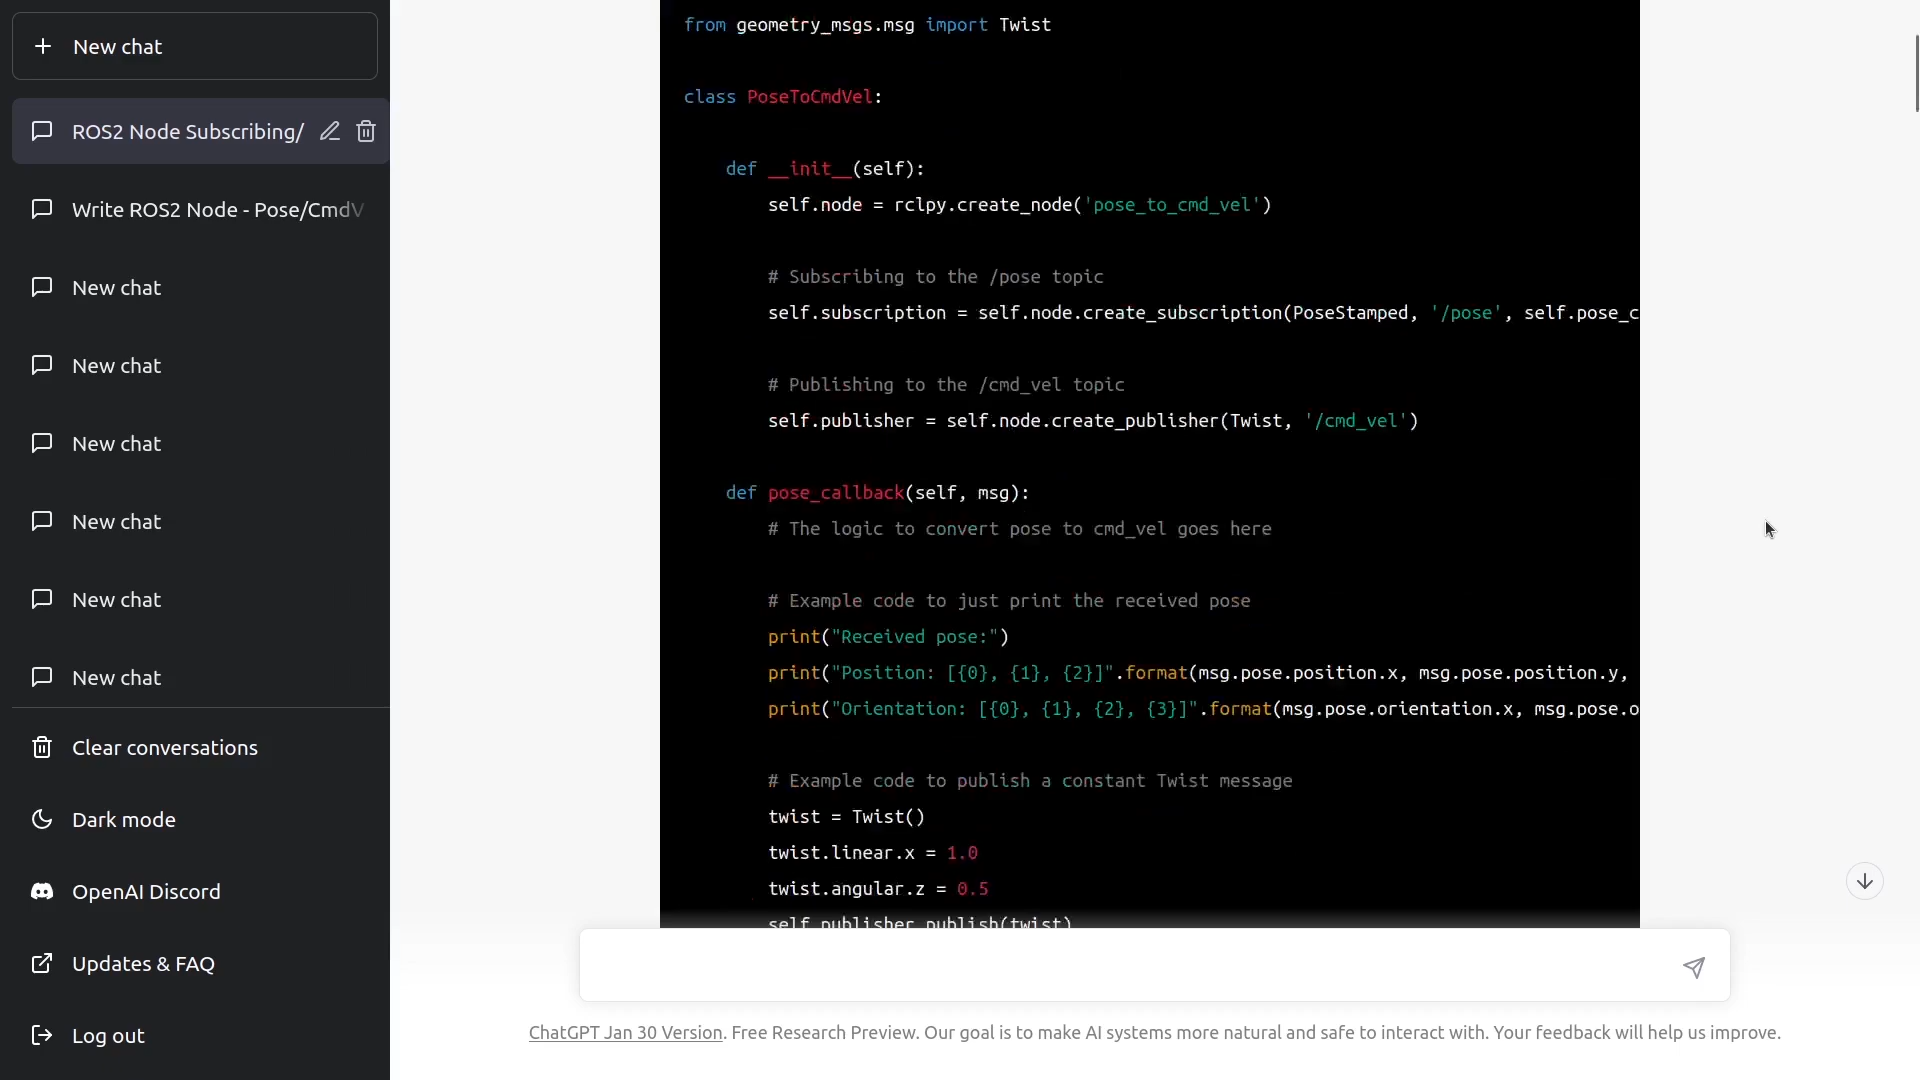 New chat
ROS2 Node Subscribing/
Write ROS2 Node - Pose/CmdV
New chat
New chat
New chat
New chat
New chat
New chat
Clear conversations
Dark mode
OpenAI Discord
Updates & FAQ
Log out
from geometry_msgs.msg import Twist
class PoseToCmdVel:
def __init__(self):
self.node = rclpy.create_node('pose_to_cmd_vel')
# Subscribing to the /pose topic
self.subscription = self.node.create_subscription(PoseStamped, '/pose', self.pose_c
# Publishing to the /cmd_vel topic
self.publisher = self.node.create_publisher(Twist, '/cmd_vel')
def pose_callback(self, msg):
# The logic to convert pose to cmd_vel goes here
# Example code to just print the received pose
print("Received pose:")
print("Position: [{0}, {1}, {2}]".format(msg.pose.position.x, msg.pose.position.y,
print("Orientation: [{0}, {1}, {2}, {3}]".format(msg.pose.orientation.x, msg.pose.o
# Example code to publish a constant Twist message
twist = Twist()
twist.linear.x = 1.0
twist.angular.z = 0.5
self.publisher.publish(twist)
ChatGPT Jan 30 Version. Free Research Preview. Our goal is to make AI systems more natural and safe to interact with. Your feedback will help us improve.